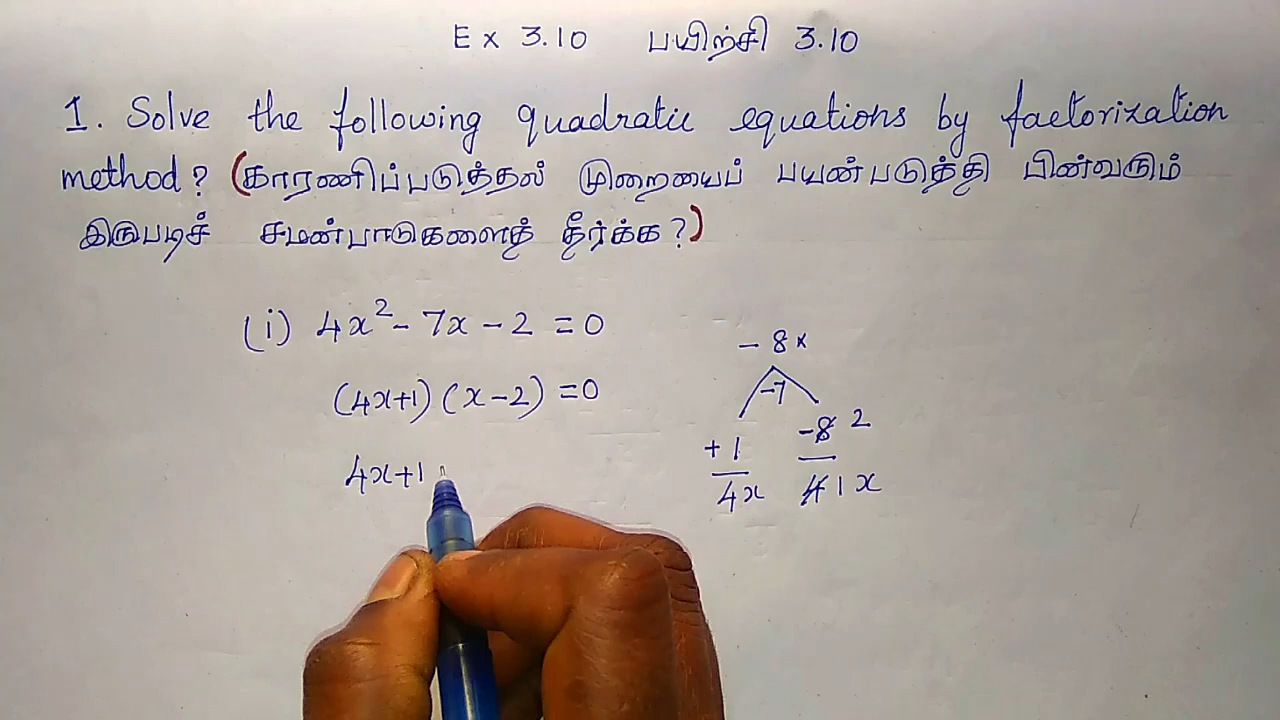 Ex 3.10 பயிற்சி 3.10
1. Solve the following quadratic equations by factorization
method? (காரணிப்படுத்தல் முறையைப் பயன்படுத்தி பின்வரும்
இருபடிச் சமன்பாடுகளைத் தீர்க்க?)
(i) 4x² - 7x - 2 = 0
- 8x
(4x+1) (x-2) = 0
-7
+1 -8 2
4x 4 1x
4x+1